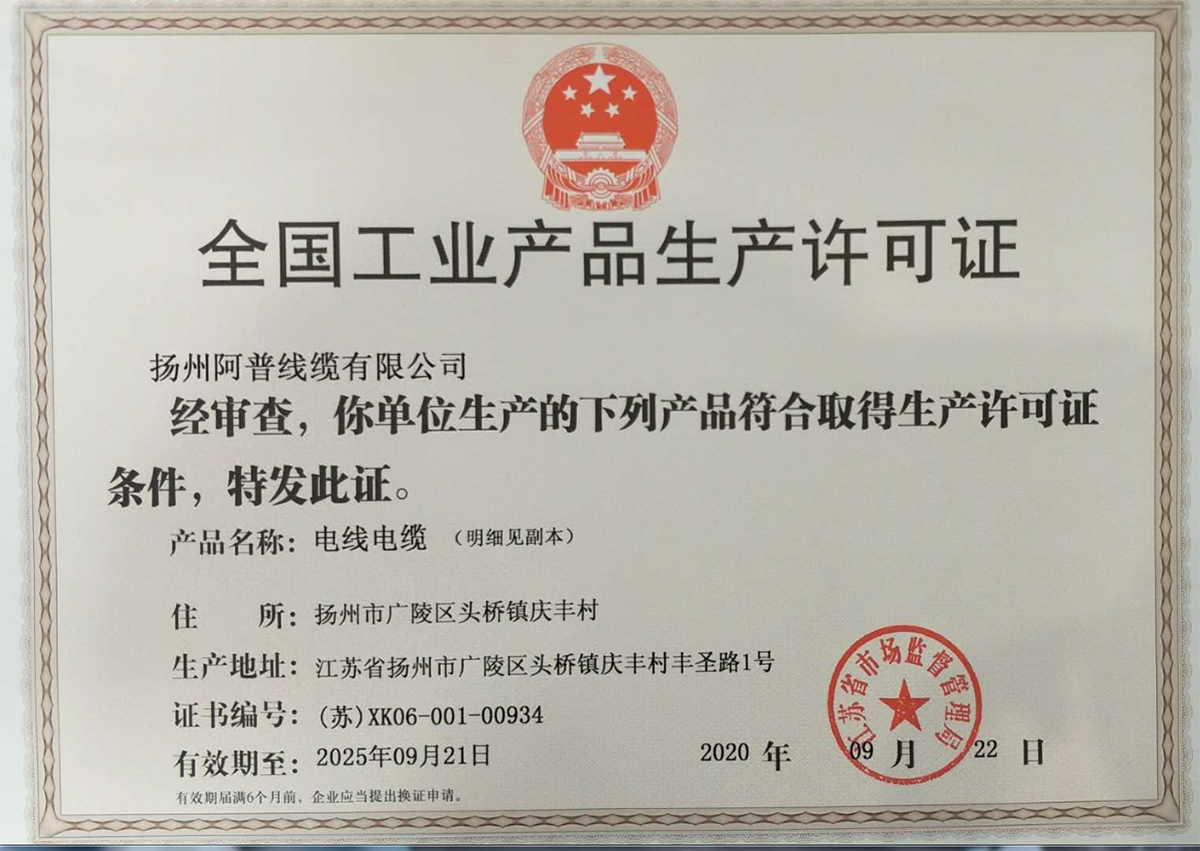 全国工业产品生产许可证
扬州阿普线缆有限公司
经审查，你单位生产的下列产品符合取得生产许可证
条件，特发此证。
产品名称：电线电缆 （明细见副本）
住 所：扬州市广陵区头桥镇庆丰村
生产地址：江苏省扬州市广陵区头桥镇庆丰村丰圣路1号
证书编号：(苏)XK06-001-00934
有效期至：2025年09月21日
2020 年 09 月 22 日
江苏省市场监督管理局
有效期届满6个月前，企业应当提出换证申请。